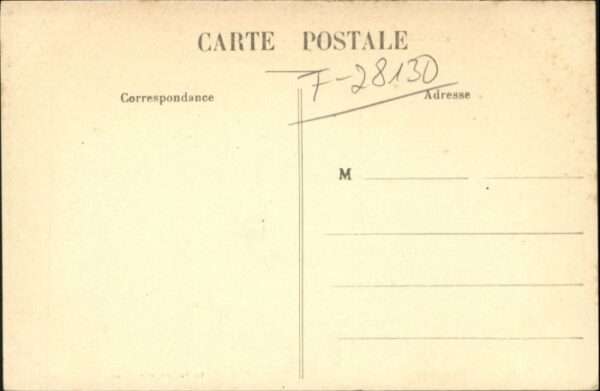 CARTE POSTALE
F-28130
Correspondance
Adresse
M